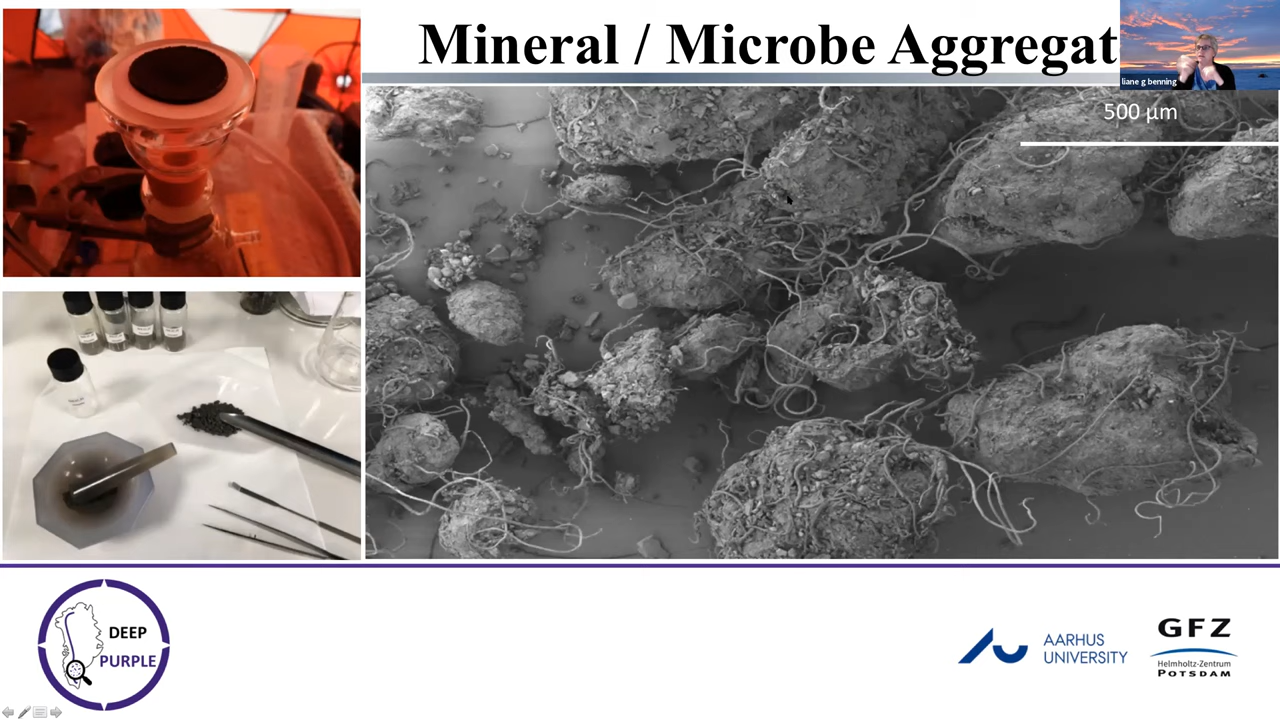 Mineral / Microbe Aggregat
liane g benning
500 µm
DEEP
PURPLE
AARHUS
UNIVERSITY
GFZ
Helmholtz-Zentrum
POTSDAM